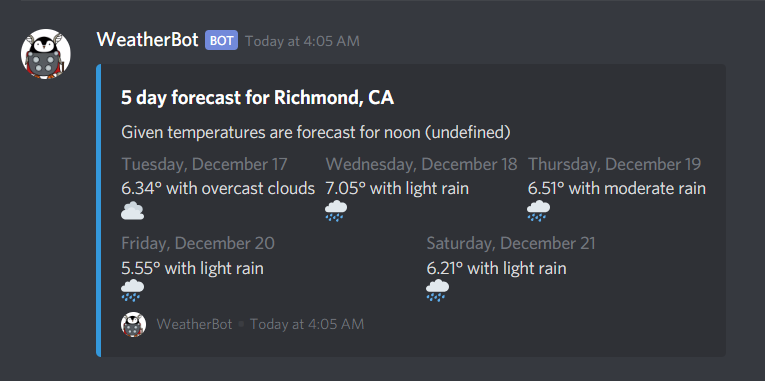 WeatherBot BOT Today at 4:05 AM
5 day forecast for Richmond, CA
Given temperatures are forecast for noon (undefined)
Tuesday, December 17 Wednesday, December 18 Thursday, December 19
6.34° with overcast clouds 7.05° with light rain 6.51° with moderate rain
Friday, December 20 Saturday, December 21
5.55° with light rain 6.21° with light rain
WeatherBot • Today at 4:05 AM